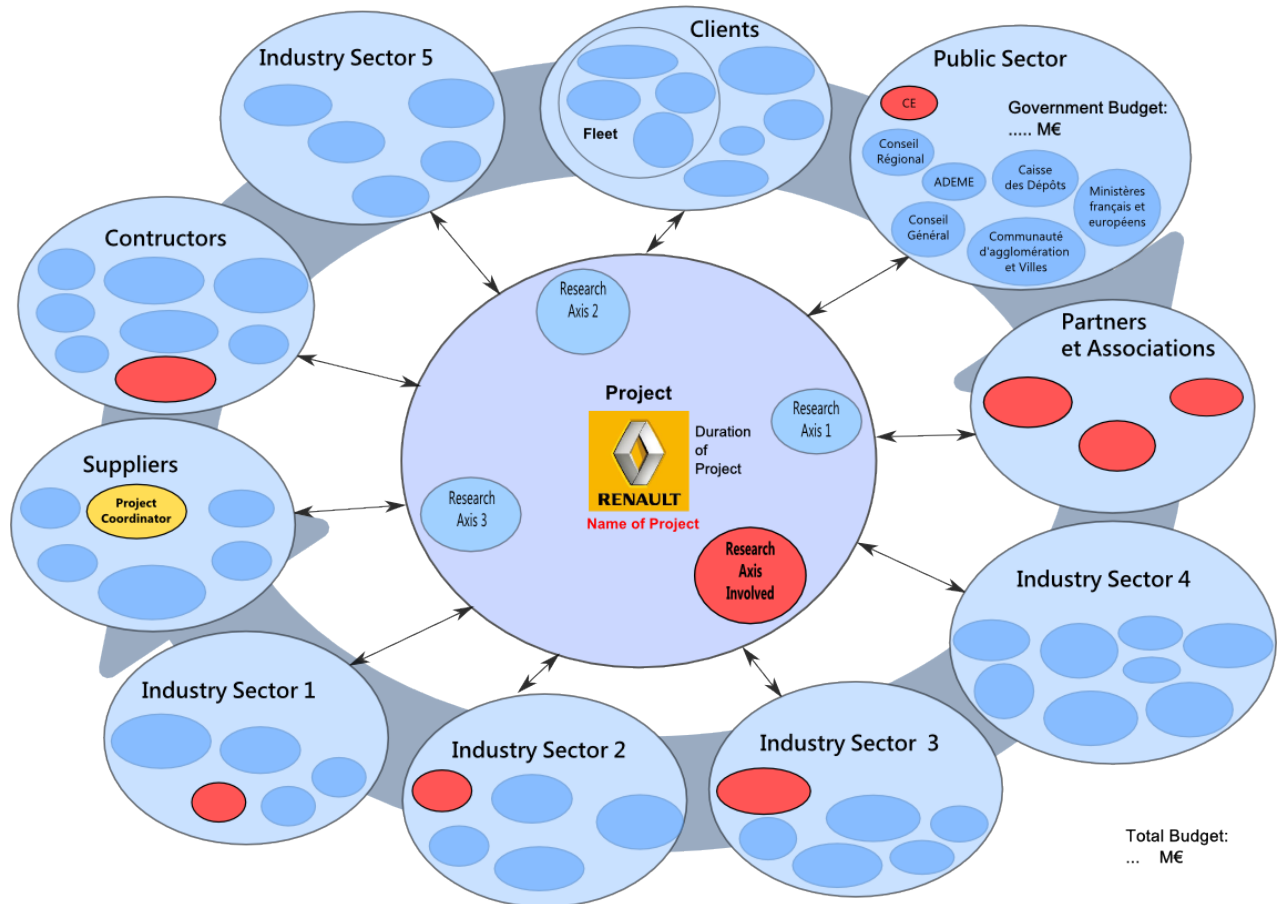 Clients
Industry Sector 5
Fleet
Public Sector
CE
Government Budget:
..... M€
Conseil
Régional
ADEME
Caisse
des Dépôts
Ministères
français et
européens
Conseil
Général
Communauté
d'agglomération
et Villes
Contructors
Research
Axis 2
Partners
et Associations
Project
Research
Axis 1
Duration
of
Project
RENAULT
Name of Project
Suppliers
Project
Coordinator
Research
Axis 3
Research
Axis
Involved
Industry Sector 4
Industry Sector 1
Industry Sector 2
Industry Sector 3
Total Budget:
... M€